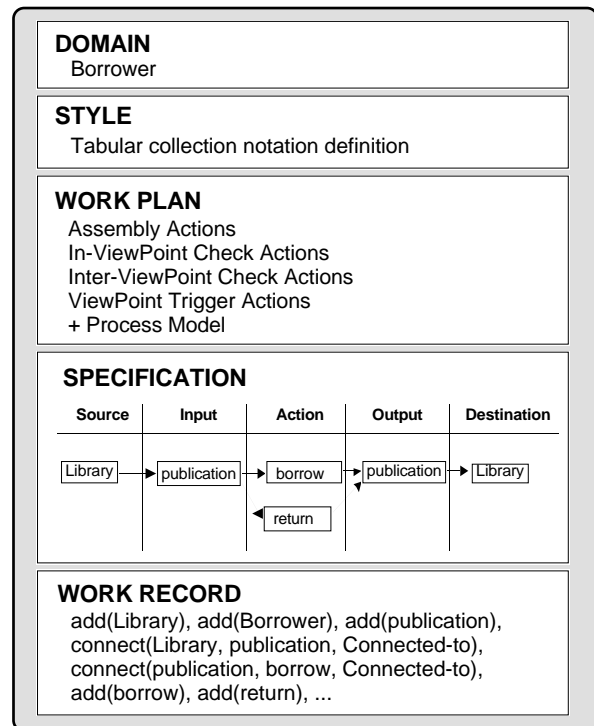 DOMAIN
Borrower
STYLE
Tabular collection notation definition
WORK PLAN
Assembly Actions
In-ViewPoint Check Actions
Inter-ViewPoint Check Actions
ViewPoint Trigger Actions
+ Process Model
SPECIFICATION
Source Input Action Output Destination
Library publication borrow publication Library
return
WORK RECORD
add(Library), add(Borrower), add(publication),
connect(Library, publication, Connected-to),
connect(publication, borrow, Connected-to),
add(borrow), add(return), ...